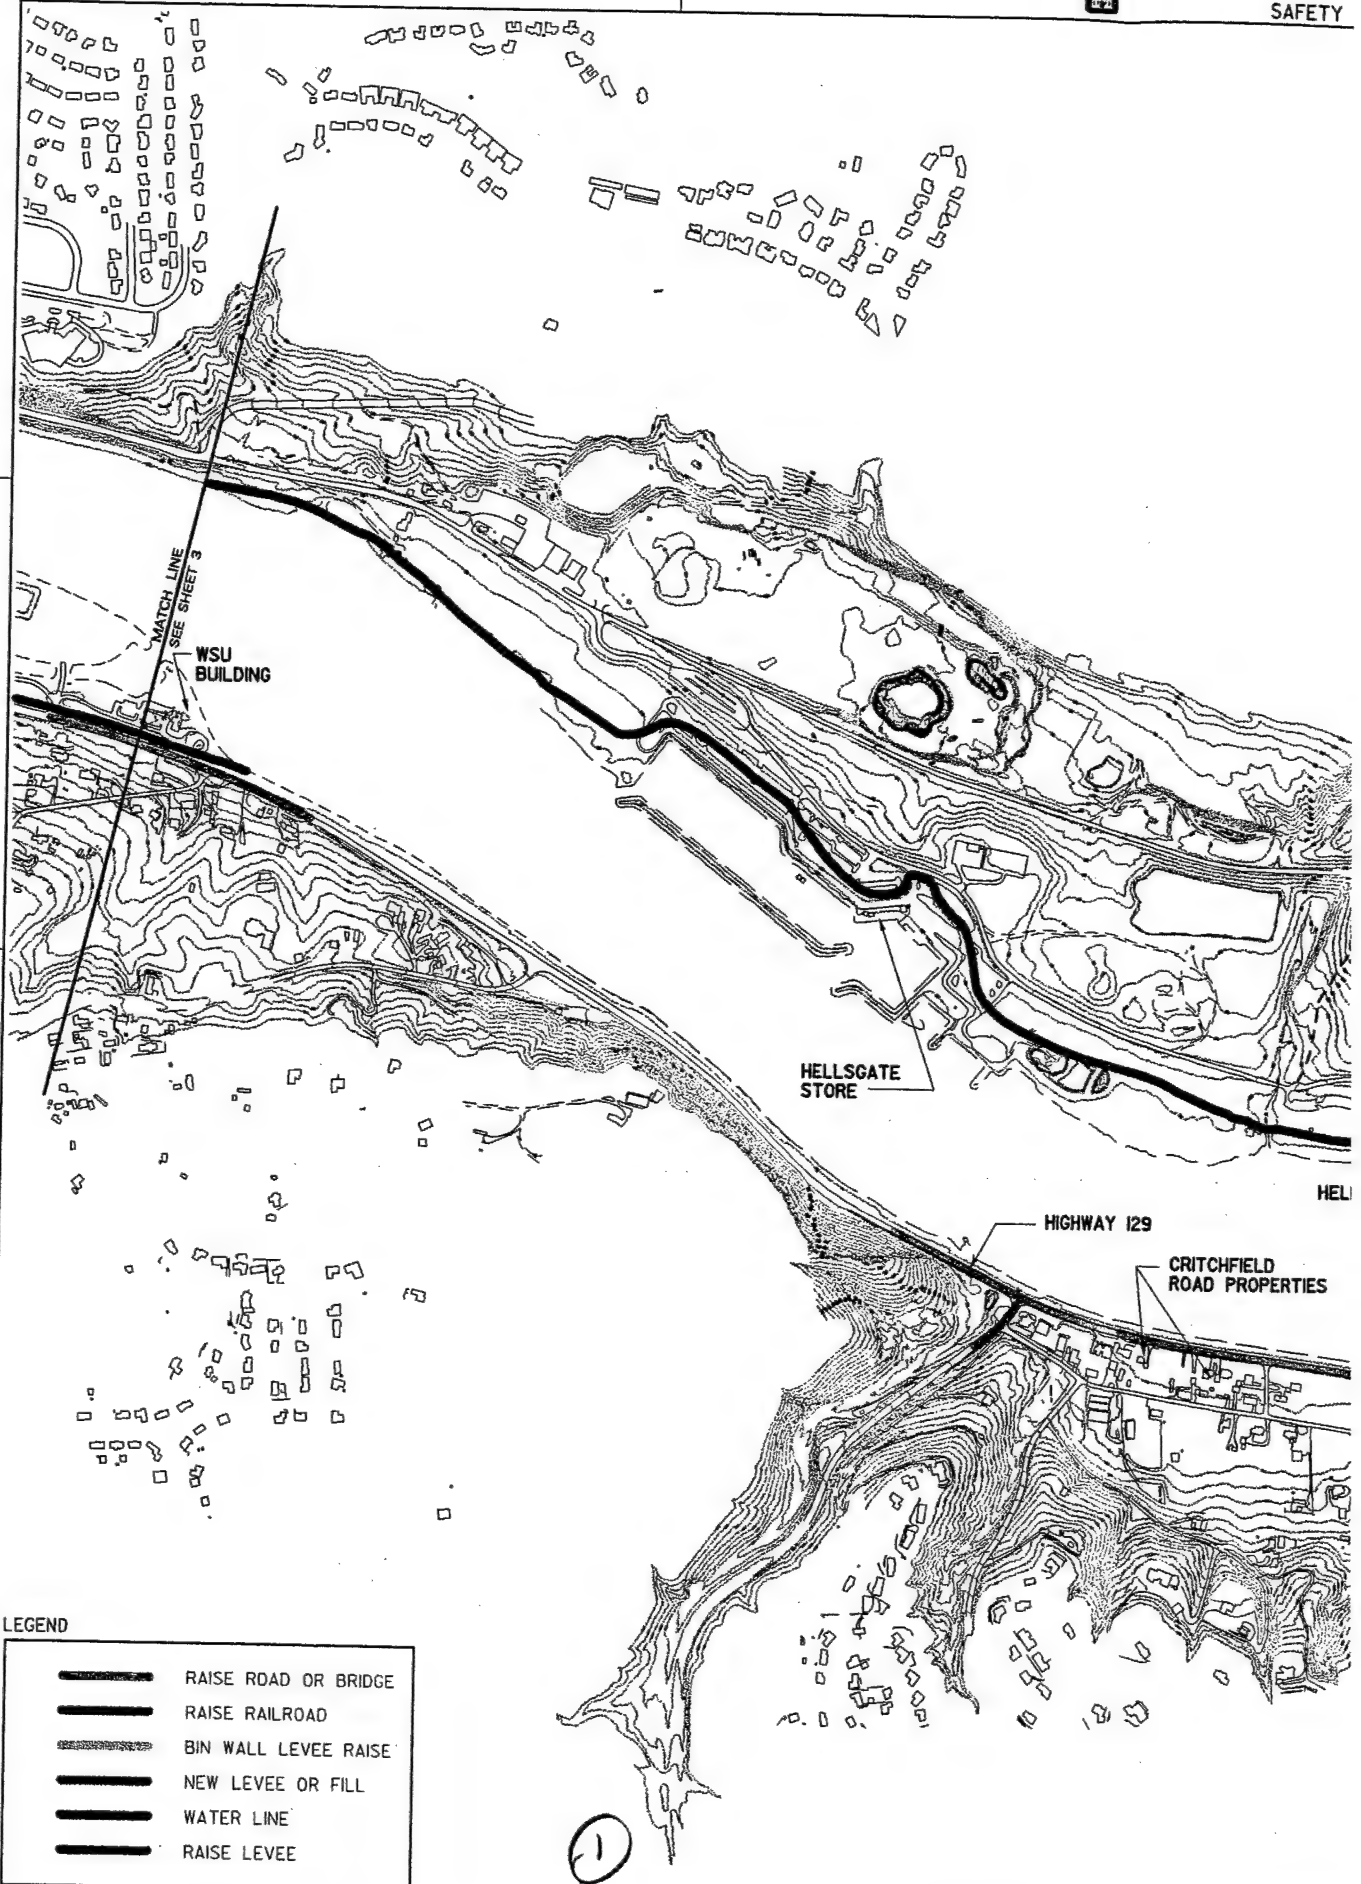 SAFETY
MATCH LINE
SEE SHEET 3
WSU
BUILDING
HELLSGATE
STORE
HEL
HIGHWAY 129
CRITCHFIELD
ROAD PROPERTIES
LEGEND
RAISE ROAD OR BRIDGE
RAISE RAILROAD
BIN WALL LEVEE RAISE
NEW LEVEE OR FILL
WATER LINE
RAISE LEVEE
1